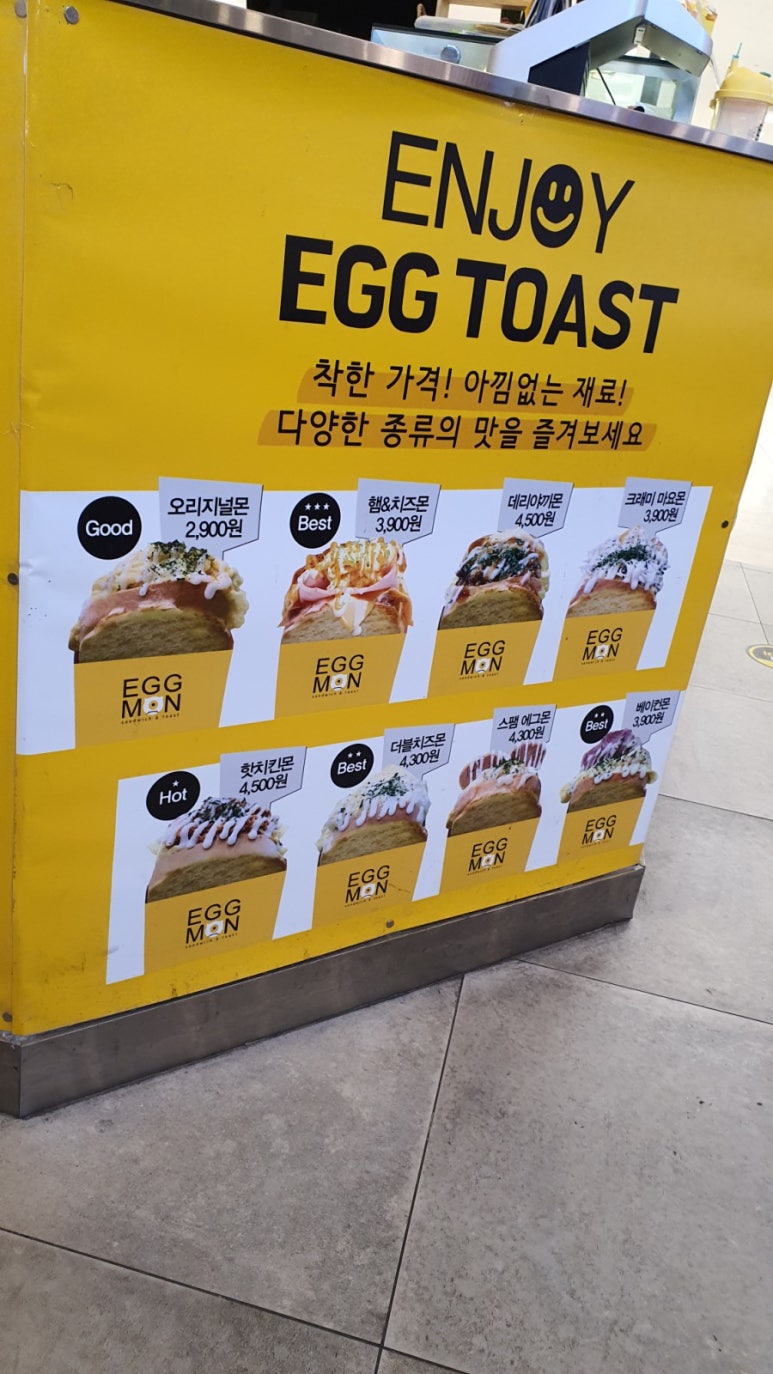 ENJOY
EGG TOAST
착한 가격! 아낌없는 재료!
다양한 종류의 맛을 즐겨보세요
Good
오리지널몬
2,900원
Best
햄&치즈몬
3,900원
데리야끼몬
4,500원
크래미 마요몬
3,900원
EGG
MON
sandwich & toast
EGG
MON
sandwich & toast
EGG
MON
EGG
MON
Hot
핫치킨몬
4,500원
Best
더블치즈몬
4,300원
스팸 에그몬
4,300원
Best
베이컨몬
3,900원
EGG
MON
sandwich & toast
EGG
MON
EGG
MON
EGG
MON